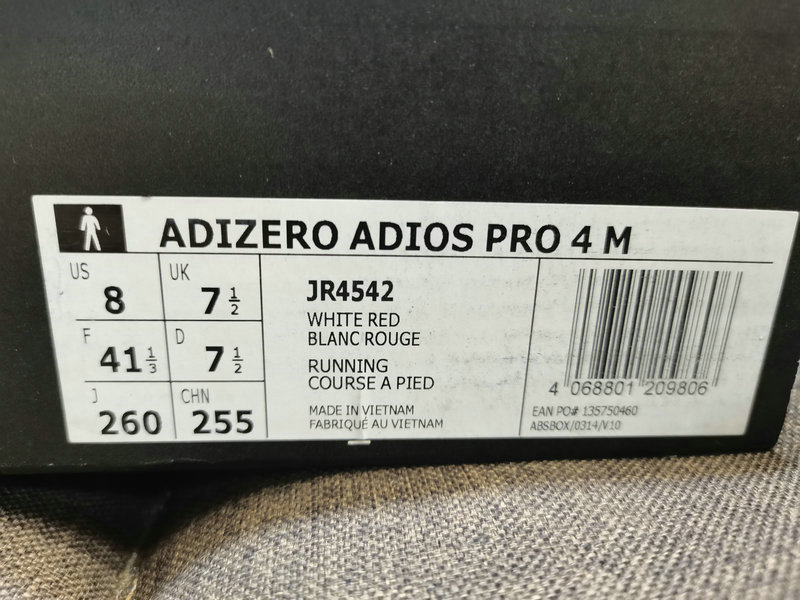 ADIZERO ADIOS PRO 4 M
US 8 UK 7 1/2
F 41 1/3 D 7 1/2
J 260 CHN 255
JR4542
WHITE RED
BLANC ROUGE
RUNNING
COURSE A PIED
MADE IN VIETNAM
FABRIQUÉ AU VIETNAM
4 068801 209806
EAN PO# 135750460
ABSBOX/0314/V10